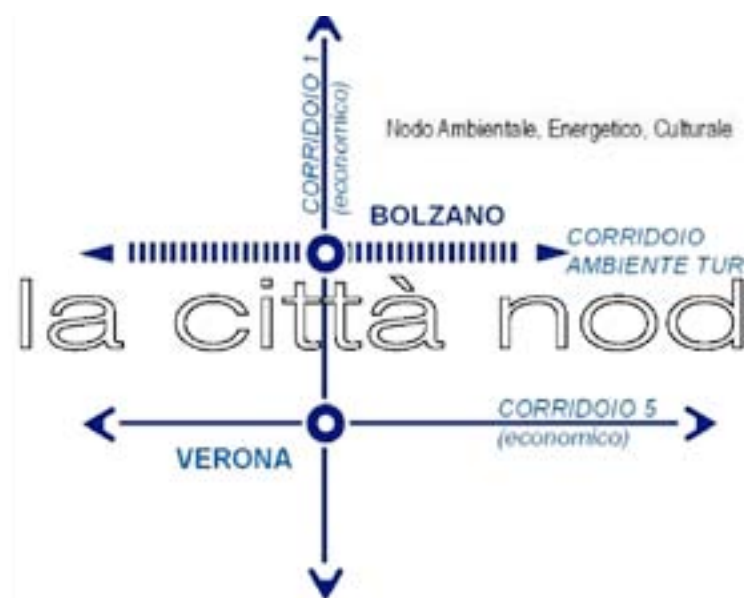 CORRIDOIO 1
(economico)
Nodo Ambientale, Energetico, Culturale
BOLZANO
CORRIDOIO
AMBIENTE TUR
la città nod
CORRIDOIO 5
(economico)
VERONA